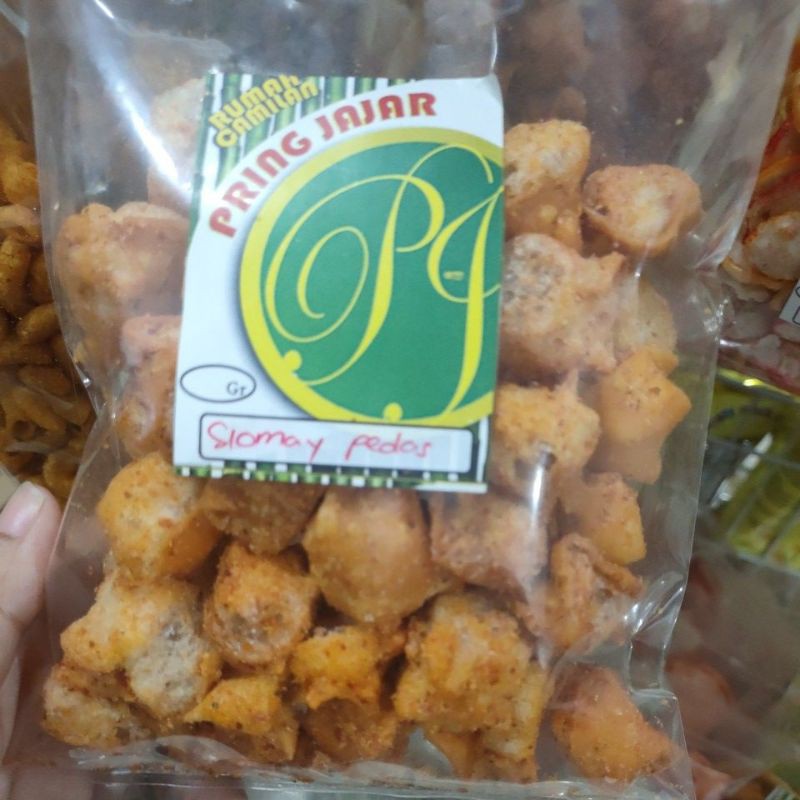 RUMAH
CAMILAN
PRING JAJAR
PJ
Gr
Siomay pedas